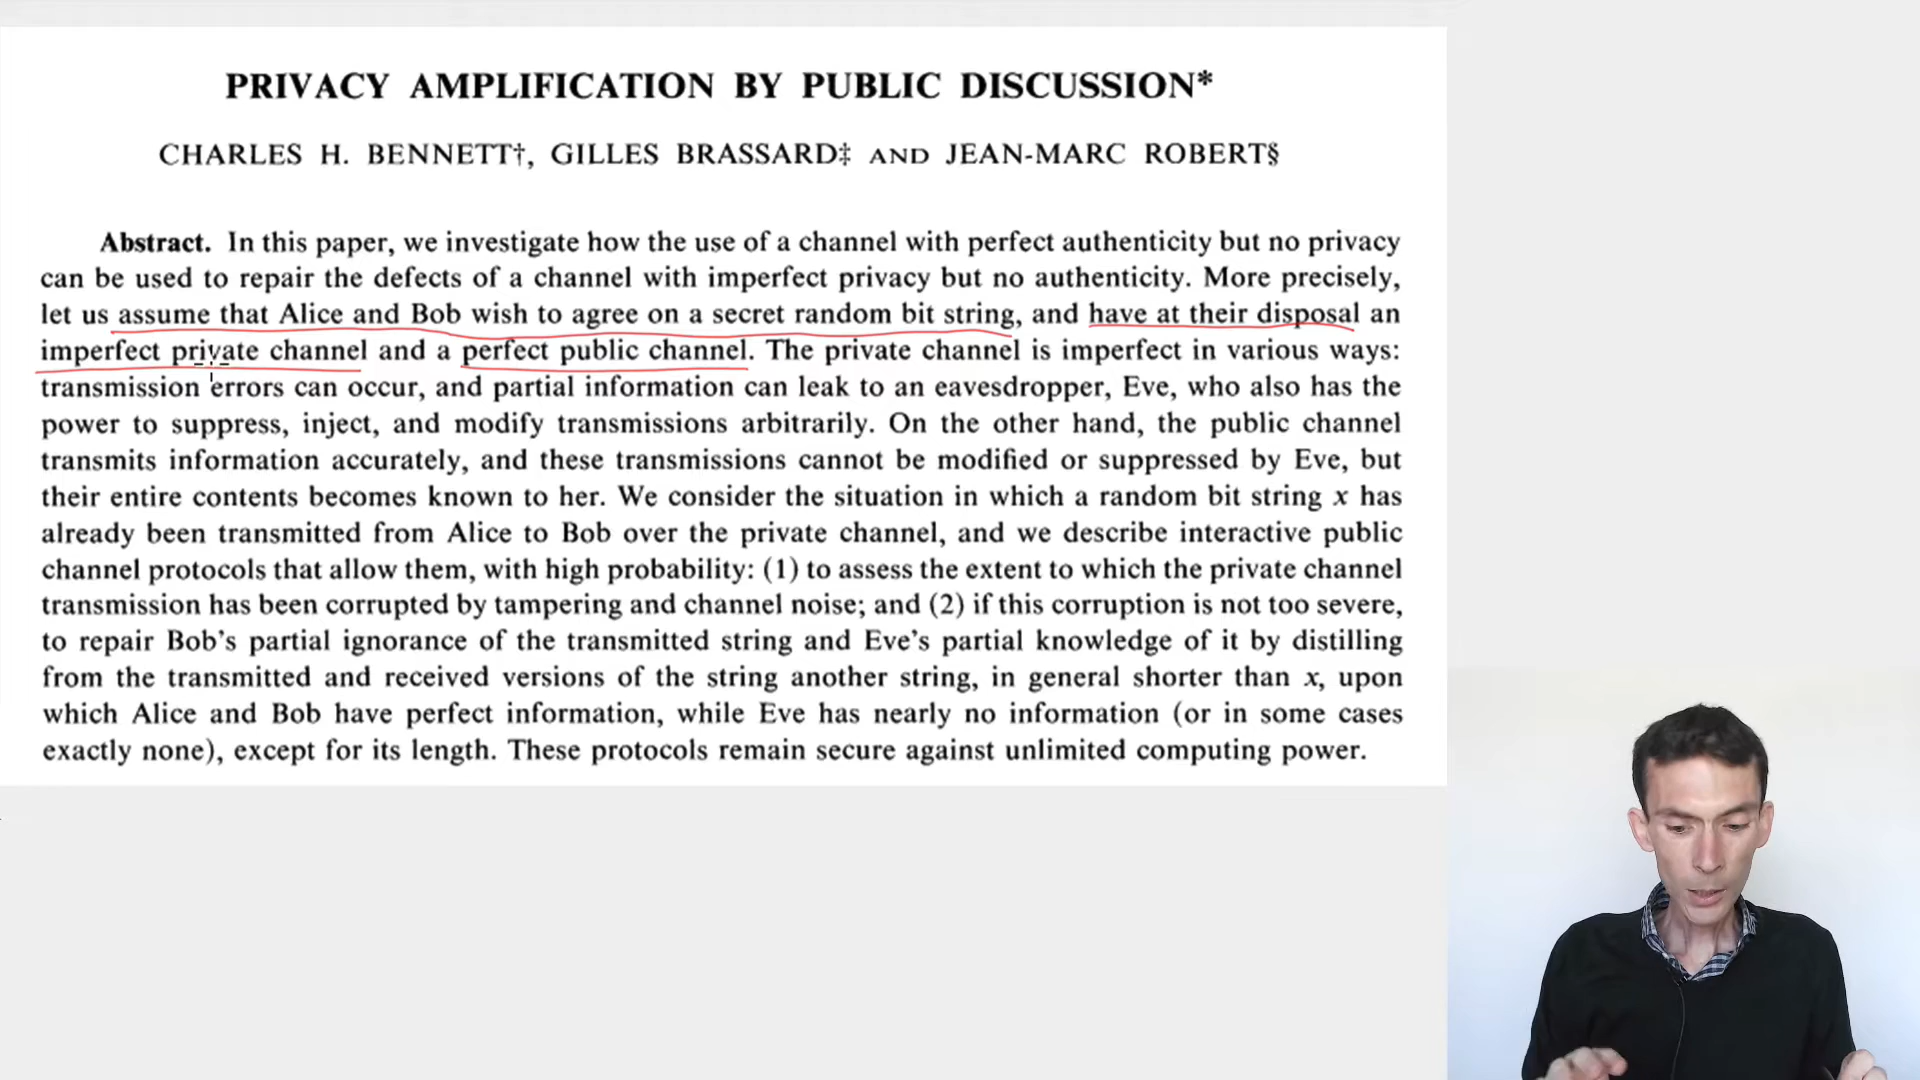 PRIVACY AMPLIFICATION BY PUBLIC DISCUSSION*
CHARLES H. BENNETT†, GILLES BRASSARD‡ AND JEAN-MARC ROBERT§
Abstract. In this paper, we investigate how the use of a channel with perfect authenticity but no privacy
can be used to repair the defects of a channel with imperfect privacy but no authenticity. More precisely,
let us assume that Alice and Bob wish to agree on a secret random bit string, and have at their disposal an
imperfect private channel and a perfect public channel. The private channel is imperfect in various ways:
transmission errors can occur, and partial information can leak to an eavesdropper, Eve, who also has the
power to suppress, inject, and modify transmissions arbitrarily. On the other hand, the public channel
transmits information accurately, and these transmissions cannot be modified or suppressed by Eve, but
their entire contents becomes known to her. We consider the situation in which a random bit string x has
already been transmitted from Alice to Bob over the private channel, and we describe interactive public
channel protocols that allow them, with high probability: (1) to assess the extent to which the private channel
transmission has been corrupted by tampering and channel noise; and (2) if this corruption is not too severe,
to repair Bob's partial ignorance of the transmitted string and Eve's partial knowledge of it by distilling
from the transmitted and received versions of the string another string, in general shorter than x, upon
which Alice and Bob have perfect information, while Eve has nearly no information (or in some cases
exactly none), except for its length. These protocols remain secure against unlimited computing power.